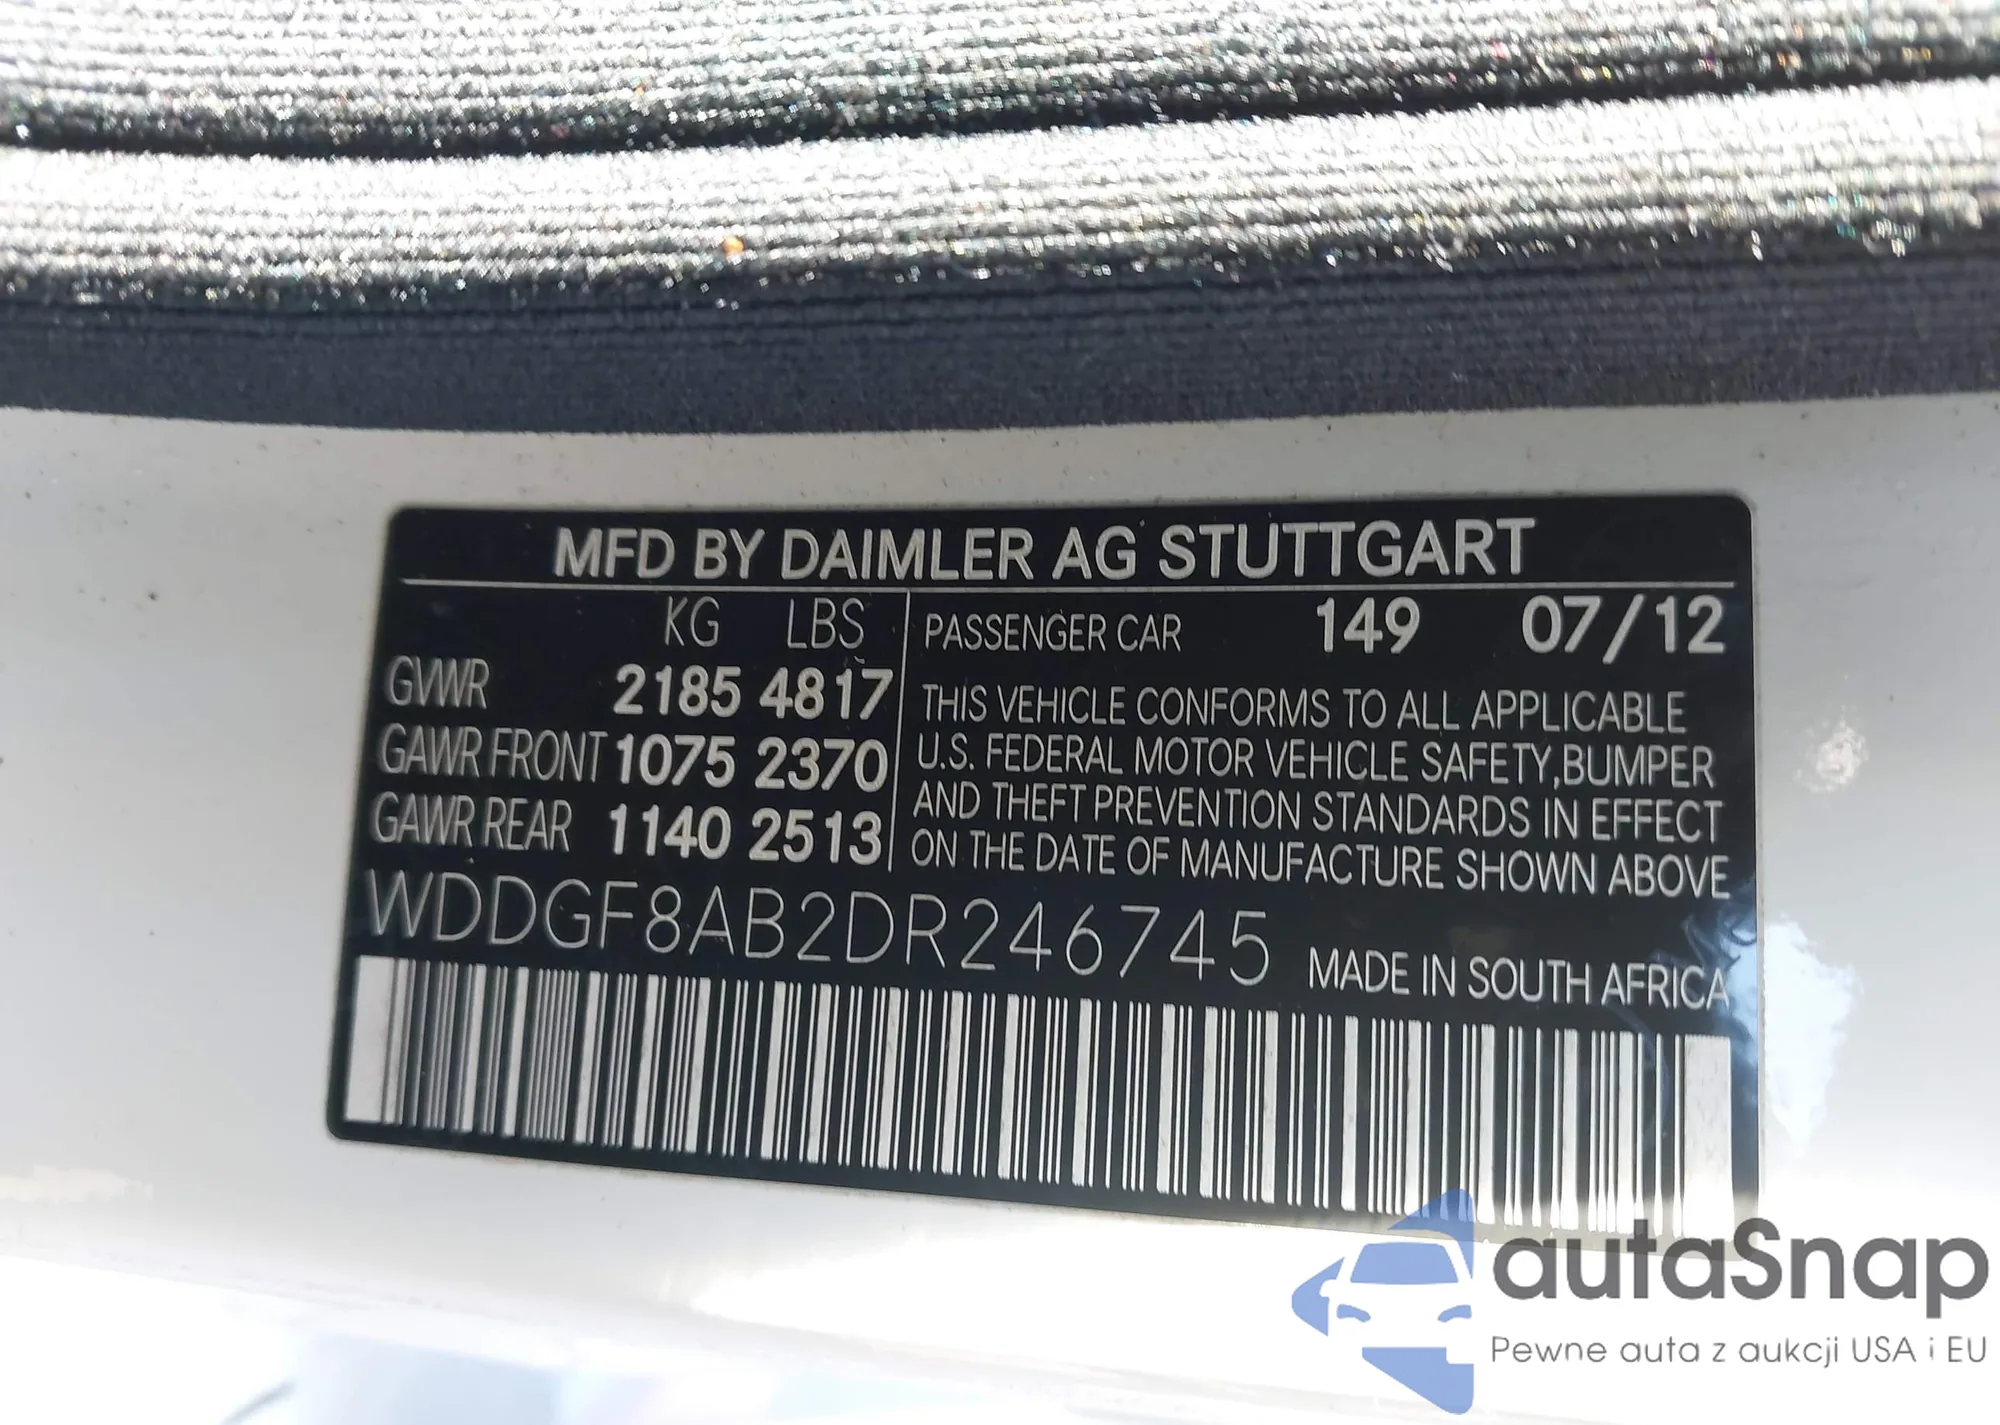 MFD BY DAIMLER AG STUTTGART
KG LBS
GVWR 2185 4817
GAWR FRONT 1075 2370
GAWR REAR 1140 2513
PASSENGER CAR 149 07/12
THIS VEHICLE CONFORMS TO ALL APPLICABLE
U.S. FEDERAL MOTOR VEHICLE SAFETY,BUMPER
AND THEFT PREVENTION STANDARDS IN EFFECT
ON THE DATE OF MANUFACTURE SHOWN ABOVE
WDDGF8AB2DR246745
MADE IN SOUTH AFRICA
autaSnap
Pewne auta z aukcji USA i EU